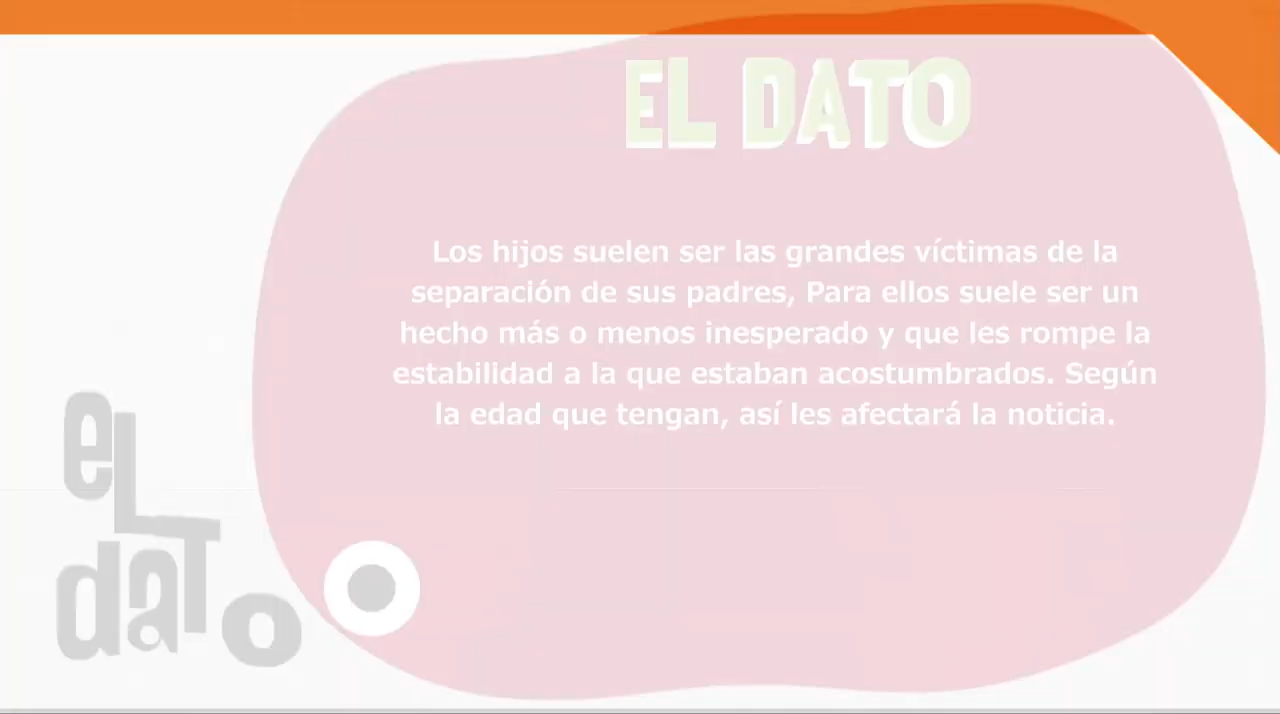 EL DATO
Los hijos suelen ser las grandes víctimas de la
separación de sus padres, Para ellos suele ser un
hecho más o menos inesperado y que les rompe la
estabilidad a la que estaban acostumbrados. Según
la edad que tengan, así les afectará la noticia.
eL
daTo